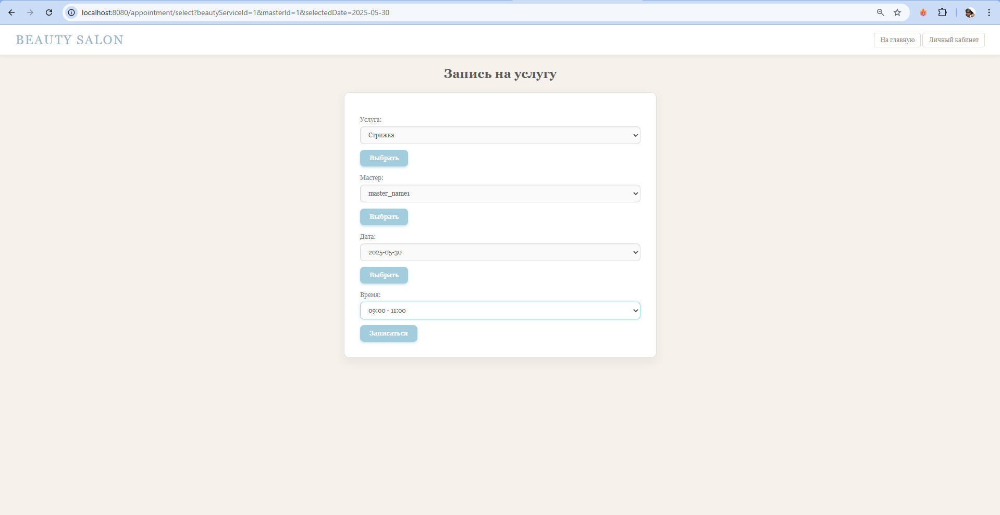 localhost:8080/appointment/select?beautyServiceId=1&masterId=1&selectedDate=2025-05-30
BEAUTY SALON
На главную
Личный кабинет
Запись на услугу
Услуга:
Стрижка
Выбрать
Мастер:
master_name1
Выбрать
Дата:
2025-05-30
Выбрать
Время:
09:00 - 11:00
Записаться